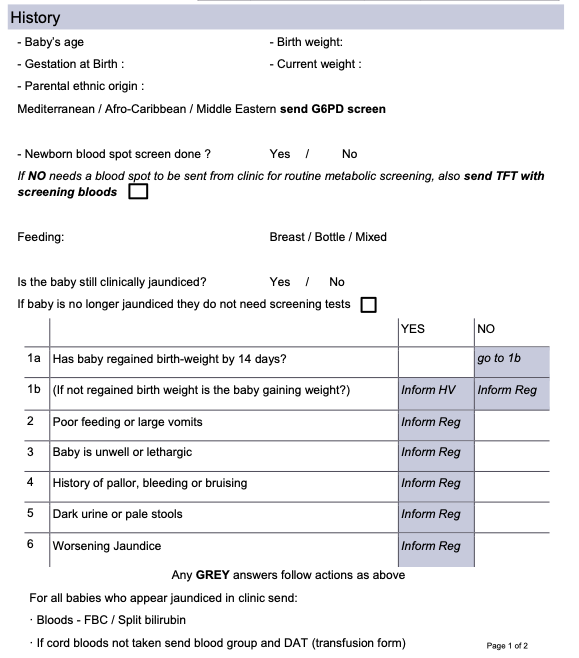 History
- Baby's age - Birth weight:
- Gestation at Birth : - Current weight :
- Parental ethnic origin :
Mediterranean / Afro-Caribbean / Middle Eastern send G6PD screen
- Newborn blood spot screen done ? Yes / No
If NO needs a blood spot to be sent from clinic for routine metabolic screening, also send TFT with
screening bloods
Feeding: Breast / Bottle / Mixed
Is the baby still clinically jaundiced? Yes / No
If baby is no longer jaundiced they do not need screening tests
YES NO
1a Has baby regained birth-weight by 14 days? go to 1b
1b (If not regained birth weight is the baby gaining weight?) Inform HV Inform Reg
2 Poor feeding or large vomits Inform Reg
3 Baby is unwell or lethargic Inform Reg
4 History of pallor, bleeding or bruising Inform Reg
5 Dark urine or pale stools Inform Reg
6 Worsening Jaundice Inform Reg
Any GREY answers follow actions as above
For all babies who appear jaundiced in clinic send:
· Bloods - FBC / Split bilirubin
· If cord bloods not taken send blood group and DAT (transfusion form) Page 1 of 2